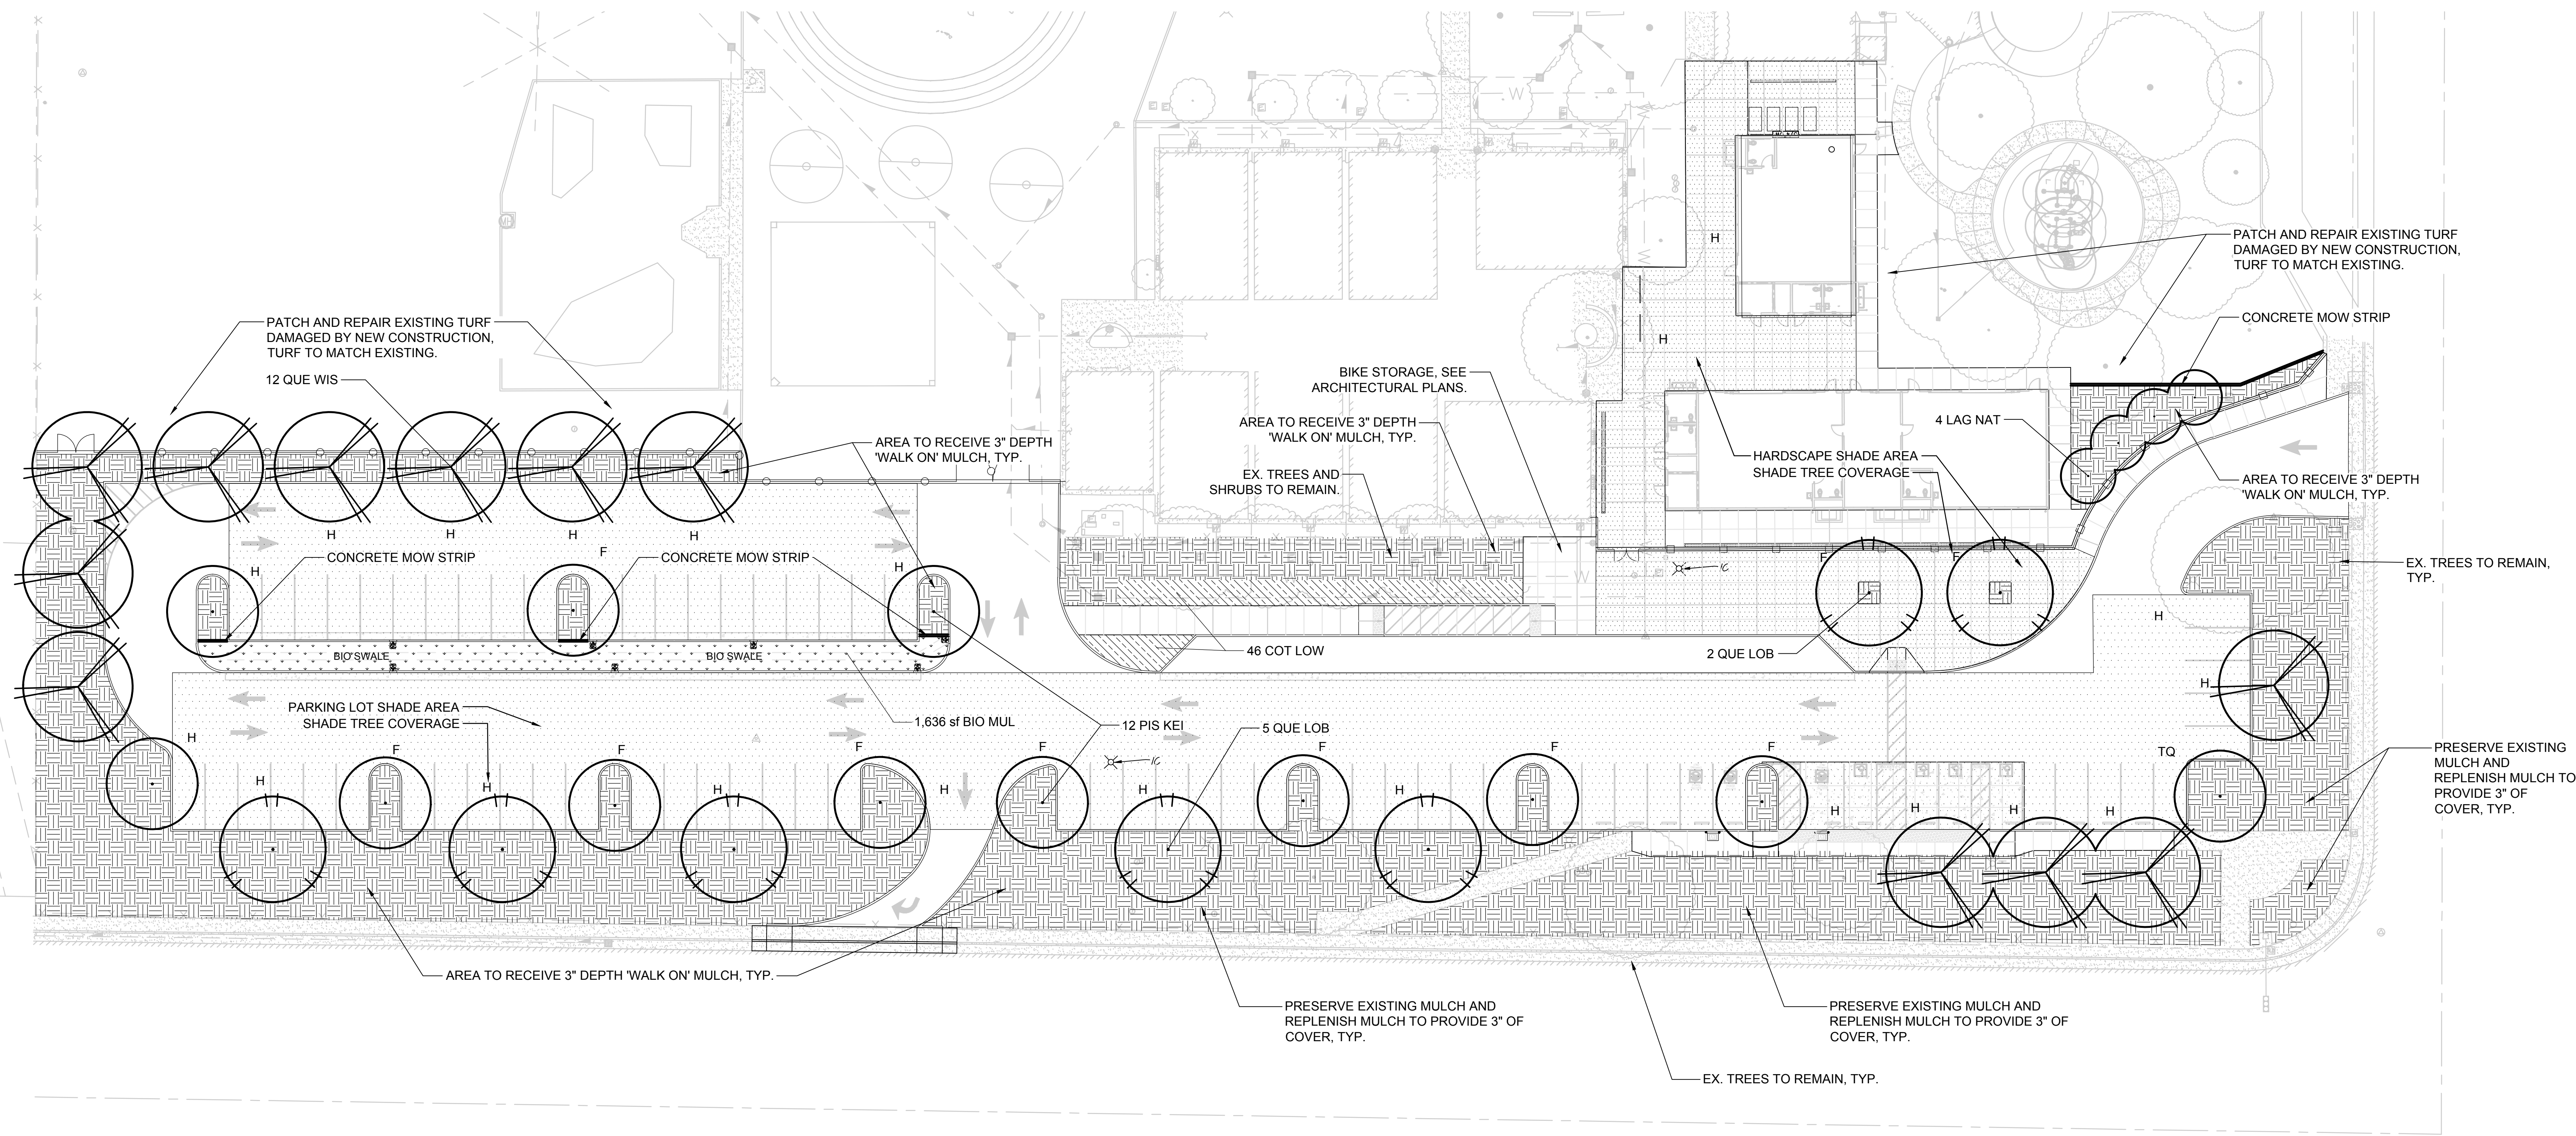 PATCH AND REPAIR EXISTING TURF
DAMAGED BY NEW CONSTRUCTION,
TURF TO MATCH EXISTING.
12 QUE WIS
AREA TO RECEIVE 3" DEPTH
'WALK ON' MULCH, TYP.
CONCRETE MOW STRIP
CONCRETE MOW STRIP
BIO SWALE
BIO SWALE
PARKING LOT SHADE AREA
SHADE TREE COVERAGE
1,636 sf BIO MUL
12 PIS KEI
5 QUE LOB
AREA TO RECEIVE 3" DEPTH 'WALK ON' MULCH, TYP.
BIKE STORAGE, SEE
ARCHITECTURAL PLANS.
AREA TO RECEIVE 3" DEPTH
'WALK ON' MULCH, TYP.
EX. TREES AND
SHRUBS TO REMAIN.
46 COT LOW
2 QUE LOB
HARDSCAPE SHADE AREA
SHADE TREE COVERAGE
4 LAG NAT
PATCH AND REPAIR EXISTING TURF
DAMAGED BY NEW CONSTRUCTION,
TURF TO MATCH EXISTING.
CONCRETE MOW STRIP
AREA TO RECEIVE 3" DEPTH
'WALK ON' MULCH, TYP.
EX. TREES TO REMAIN,
TYP.
PRESERVE EXISTING
MULCH AND
REPLENISH MULCH TO
PROVIDE 3" OF
COVER, TYP.
PRESERVE EXISTING MULCH AND
REPLENISH MULCH TO PROVIDE 3" OF
COVER, TYP.
PRESERVE EXISTING MULCH AND
REPLENISH MULCH TO PROVIDE 3" OF
COVER, TYP.
EX. TREES TO REMAIN, TYP.
H
H
H
H
H
H
F
H
H
H
F
H
H
F
H
F
H
F
H
F
H
F
F
H
H
H
H
TQ
H
H
F
F
W
W
W